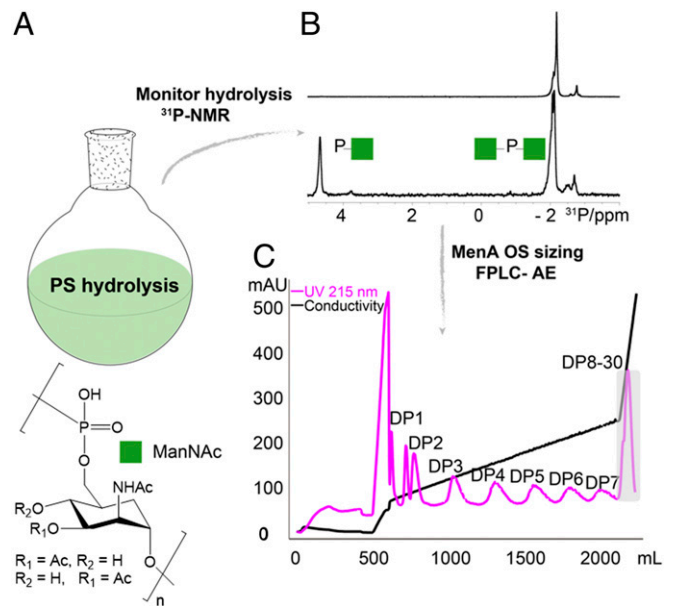 A
B
Monitor hydrolysis
³¹P-NMR
P
P
4 2 0 - 2 ³¹P/ppm
PS hydrolysis
MenA OS sizing
FPLC- AE
C
mAU
UV 215 nm
Conductivity
500
400
300
200
100
0
DP1
DP2
DP3
DP4
DP5
DP6
DP7
DP8-30
0 500 1000 1500 2000 mL
OH
P
O
O
ManNAc
NHAc
R₂O
R₁O
O
O
n
R₁ = Ac, R₂ = H
R₂ = H, R₁ = Ac